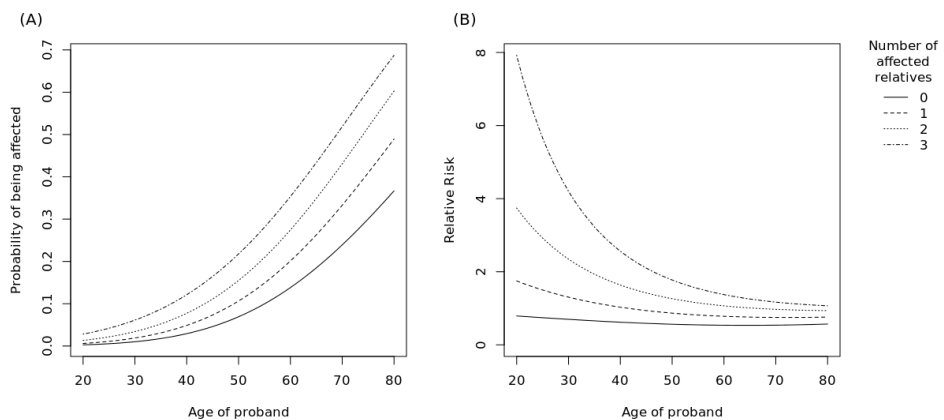 (A)
(B)
Probability of being affected
0.0 0.1 0.2 0.3 0.4 0.5 0.6 0.7
20 30 40 50 60 70 80
Age of proband
Relative Risk
0 2 4 6 8
20 30 40 50 60 70 80
Age of proband
Number of
affected
relatives
0
1
2
3